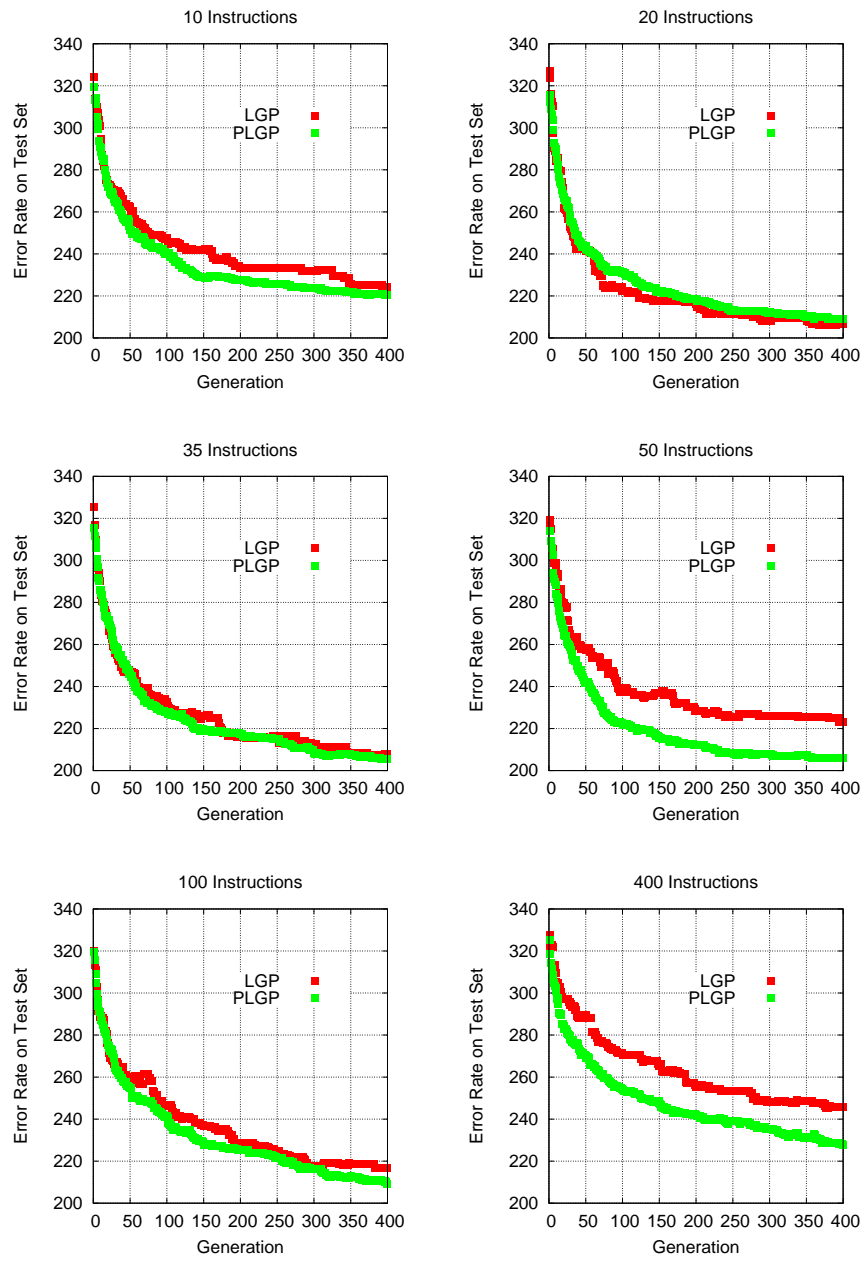 10 Instructions
340
320
300
280
260
240
220
200
Error Rate on Test Set
LGP
PLGP
0 50 100 150 200 250 300 350 400
Generation
20 Instructions
340
320
300
280
260
240
220
200
Error Rate on Test Set
LGP
PLGP
0 50 100 150 200 250 300 350 400
Generation
35 Instructions
340
320
300
280
260
240
220
200
Error Rate on Test Set
LGP
PLGP
0 50 100 150 200 250 300 350 400
Generation
50 Instructions
340
320
300
280
260
240
220
200
Error Rate on Test Set
LGP
PLGP
0 50 100 150 200 250 300 350 400
Generation
100 Instructions
340
320
300
280
260
240
220
200
Error Rate on Test Set
LGP
PLGP
0 50 100 150 200 250 300 350 400
Generation
400 Instructions
340
320
300
280
260
240
220
200
Error Rate on Test Set
LGP
PLGP
0 50 100 150 200 250 300 350 400
Generation